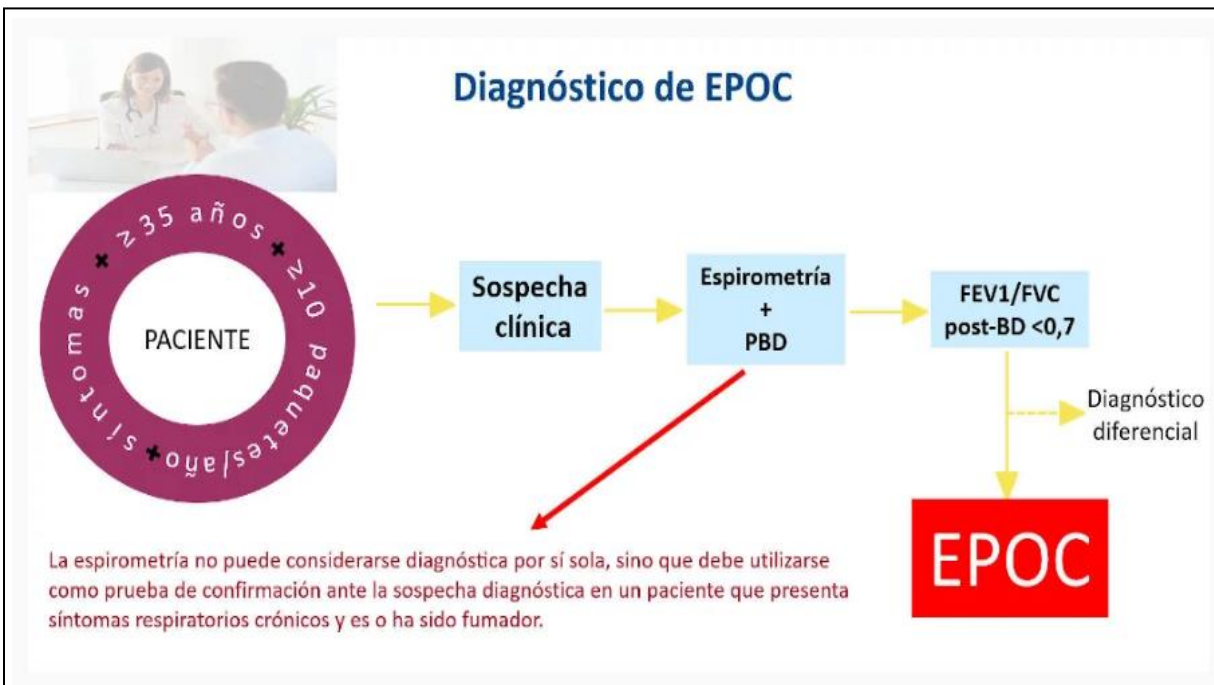 Diagnóstico de EPOC
síntomas + ≥35 años + ≥10 paquetes/año +
PACIENTE
Sospecha
clínica
Espirometría
+
PBD
FEV1/FVC
post-BD <0,7
Diagnóstico
diferencial
EPOC
La espirometría no puede considerarse diagnóstica por sí sola, sino que debe utilizarse
como prueba de confirmación ante la sospecha diagnóstica en un paciente que presenta
síntomas respiratorios crónicos y es o ha sido fumador.